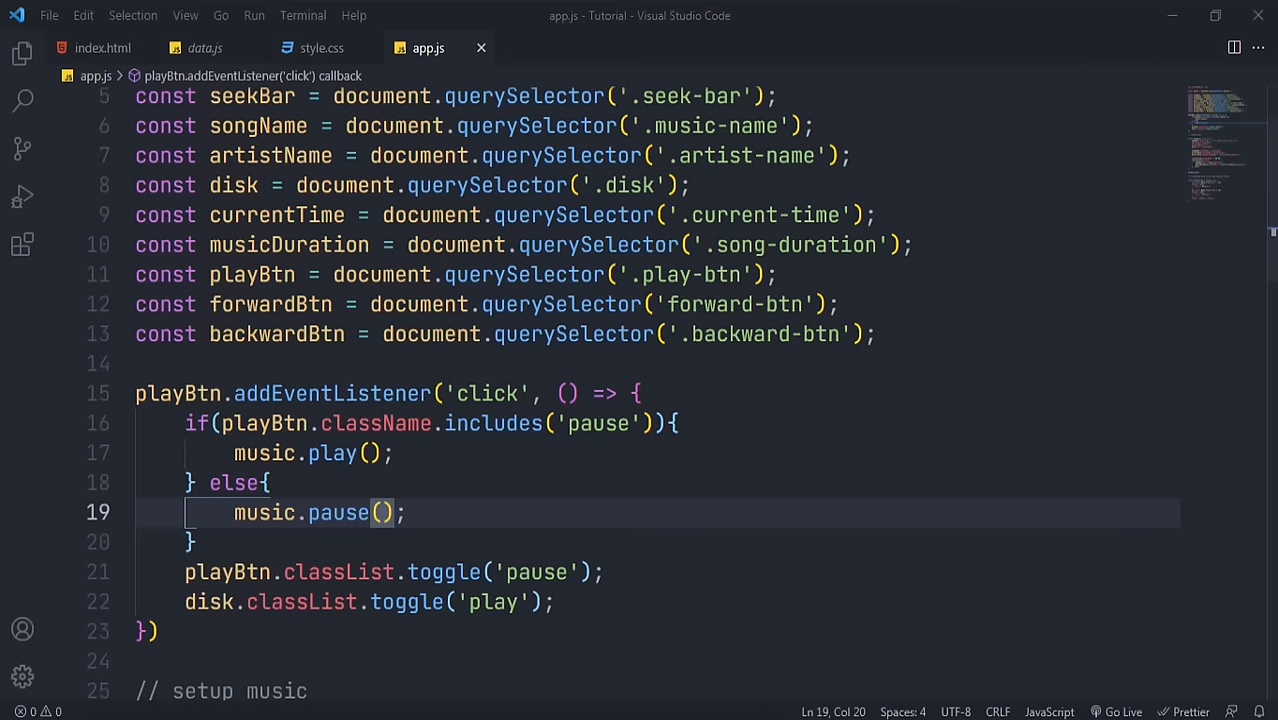 File Edit Selection View Go Run Terminal Help app.js - Tutorial - Visual Studio Code
index.html data.js style.css app.js
app.js > playBtn.addEventListener('click') callback
5 const seekBar = document.querySelector('.seek-bar');
6 const songName = document.querySelector('.music-name');
7 const artistName = document.querySelector('.artist-name');
8 const disk = document.querySelector('.disk');
9 const currentTime = document.querySelector('.current-time');
10 const musicDuration = document.querySelector('.song-duration');
11 const playBtn = document.querySelector('.play-btn');
12 const forwardBtn = document.querySelector('forward-btn');
13 const backwardBtn = document.querySelector('.backward-btn');
14
15 playBtn.addEventListener('click', () => {
16 if(playBtn.className.includes('pause')){
17 music.play();
18 } else{
19 music.pause();
20 }
21 playBtn.classList.toggle('pause');
22 disk.classList.toggle('play');
23 })
24
25 // setup music
0 0 Ln 19, Col 20 Spaces: 4 UTF-8 CRLF JavaScript Go Live Prettier